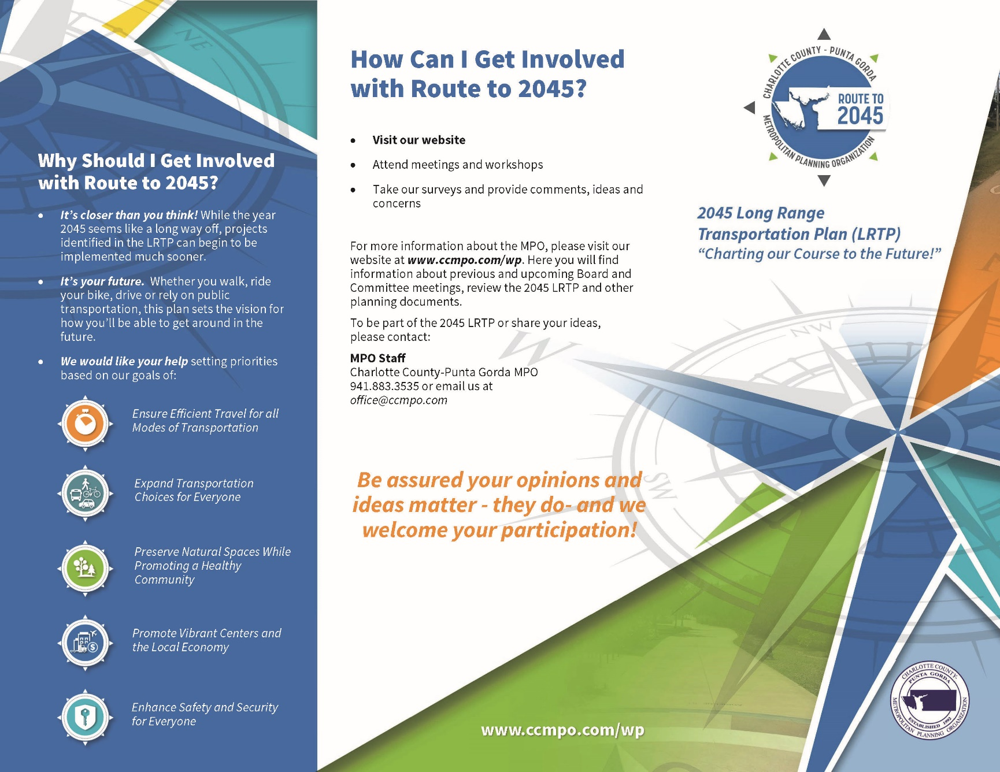 NE
Why Should I Get Involved
with Route to 2045?
• It's closer than you think! While the year
2045 seems like a long way off, projects
identified in the LRTP can begin to be
implemented much sooner.
• It's your future.  Whether you walk, ride
your bike, drive or rely on public
transportation, this plan sets the vision for
how you'll be able to get around in the
future.
• We would like your help setting priorities
based on our goals of:
Ensure Efficient Travel for all
Modes of Transportation
Expand Transportation
Choices for Everyone
Preserve Natural Spaces While
Promoting a Healthy
Community
Promote Vibrant Centers and
the Local Economy
$
Enhance Safety and Security
for Everyone
How Can I Get Involved
with Route to 2045?
• Visit our website
• Attend meetings and workshops
• Take our surveys and provide comments, ideas and
concerns
For more information about the MPO, please visit our
website at www.ccmpo.com/wp. Here you will find
information about previous and upcoming Board and
Committee meetings, review the 2045 LRTP and other
planning documents.
To be part of the 2045 LRTP or share your ideas,
please contact:
MPO Staff
Charlotte County-Punta Gorda MPO
941.883.3535 or email us at
office@ccmpo.com
Be assured your opinions and
ideas matter - they do- and we
welcome your participation!
www.ccmpo.com/wp
CHARLOTTE COUNTY - PUNTA GORDA
ROUTE TO
2045
METROPOLITAN PLANNING ORGANIZATION
2045 Long Range
Transportation Plan (LRTP)
“Charting our Course to the Future!”
NW
W
SW
CHARLOTTE COUNTY-
PUNTA GORDA
ESTABLISHED 1992
METROPOLITAN PLANNING ORGANIZATION